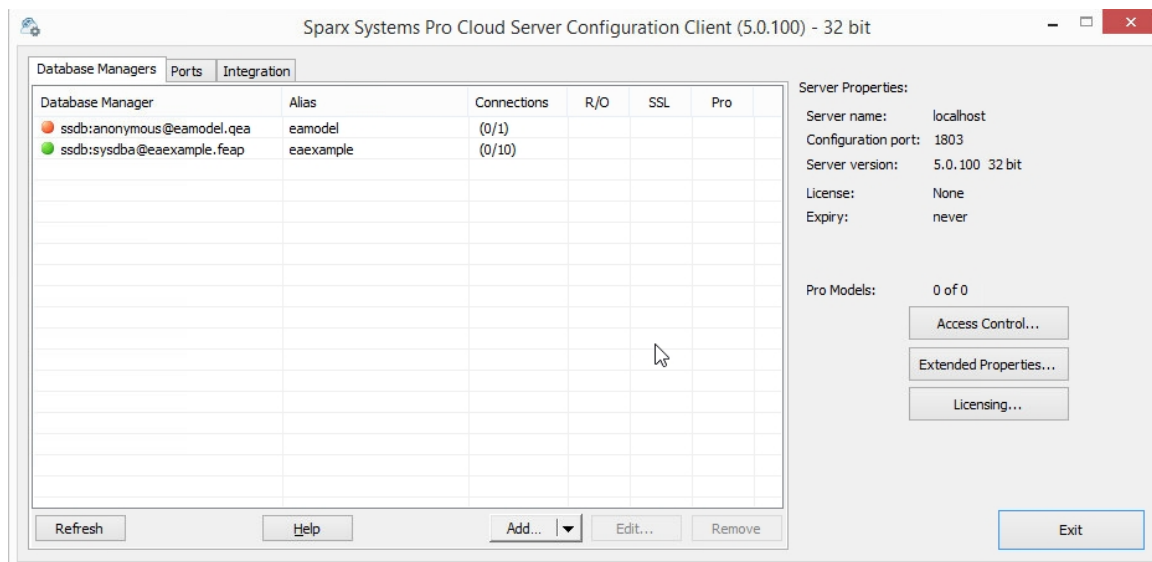 Sparx Systems Pro Cloud Server Configuration Client (5.0.100) - 32 bit
Database Managers Ports Integration
Database Manager Alias Connections R/O SSL Pro
ssdb:anonymous@eamodel.qea eamodel (0/1)
ssdb:sysdba@eaexample.feap eaexample (0/10)
Refresh Help Add... Edit... Remove
Server Properties:
Server name: localhost
Configuration port: 1803
Server version: 5.0.100 32 bit
License: None
Expiry: never
Pro Models: 0 of 0
Access Control...
Extended Properties...
Licensing...
Exit